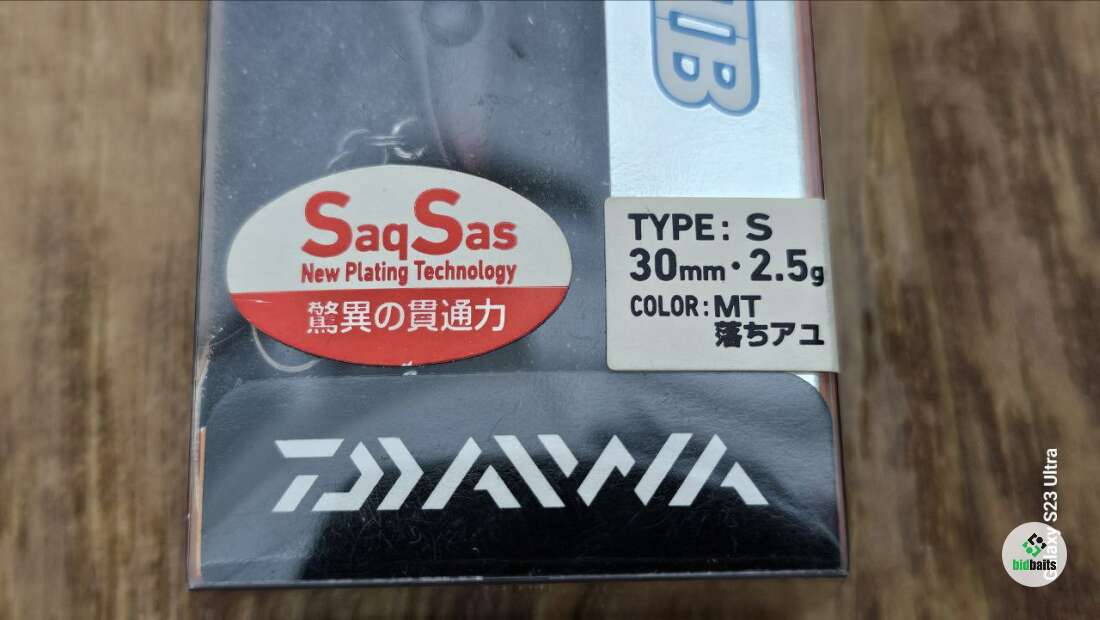 SaqSas
New Plating Technology
驚異の貫通力
TYPE: S
30mm・2.5g
COLOR: MT
落ちアユ
DAIWA
S23 Ultra
bidbaits